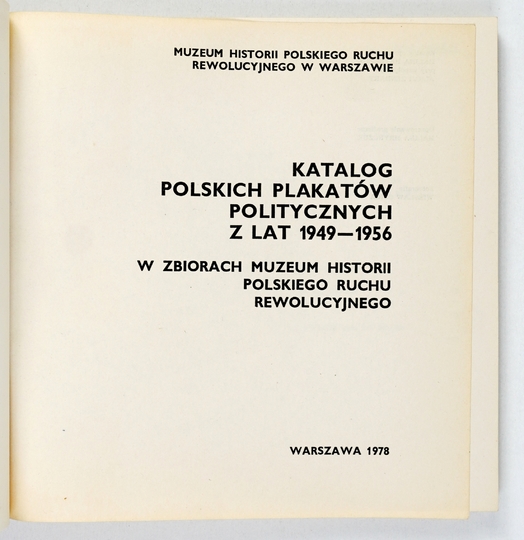 MUZEUM HISTORII POLSKIEGO RUCHU
REWOLUCYJNEGO W WARSZAWIE
KATALOG
POLSKICH PLAKATÓW
POLITYCZNYCH
Z LAT 1949—1956
W ZBIORACH MUZEUM HISTORII
POLSKIEGO RUCHU
REWOLUCYJNEGO
WARSZAWA 1978